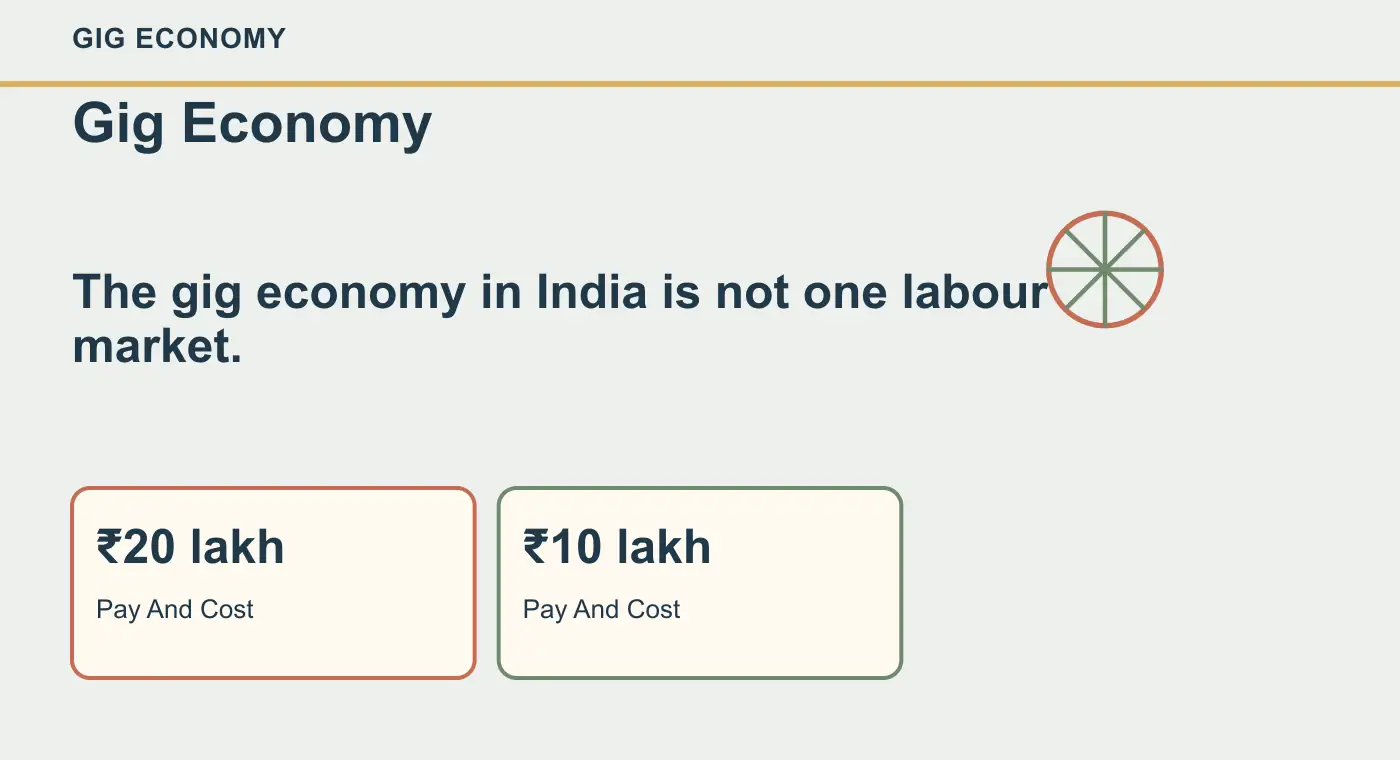 GIG ECONOMY
Gig Economy
The gig economy in India is not one labour
market.
₹20 lakh
Pay And Cost
₹10 lakh
Pay And Cost